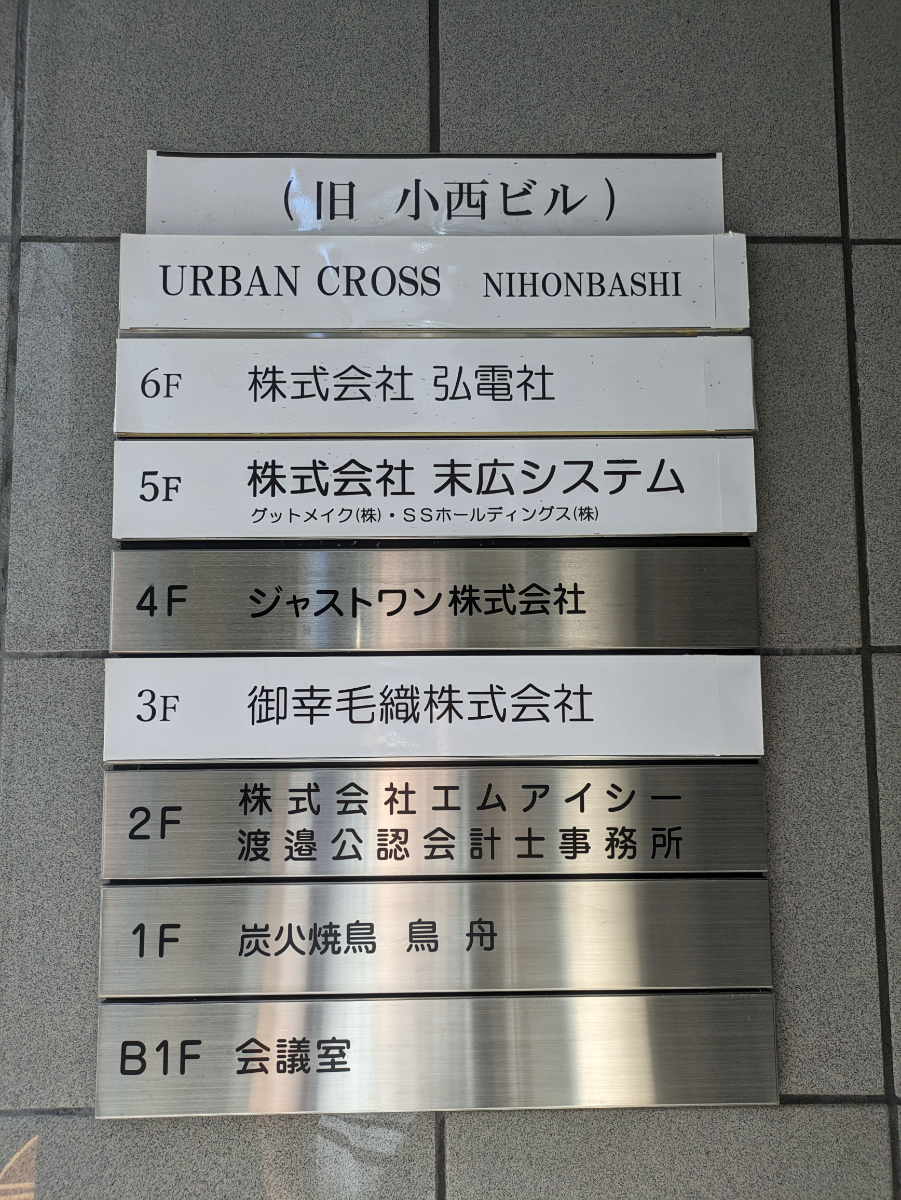 (旧 小西ビル)
URBAN CROSS NIHONBASHI
6F 株式会社 弘電社
5F 株式会社 末広システム
グットメイク(株)・SSホールディングス(株)
4F ジャストワン株式会社
3F 御幸毛織株式会社
2F 株式会社エムアイシー
渡邉公認会計士事務所
1F 炭火焼鳥 鳥舟
B1F 会議室